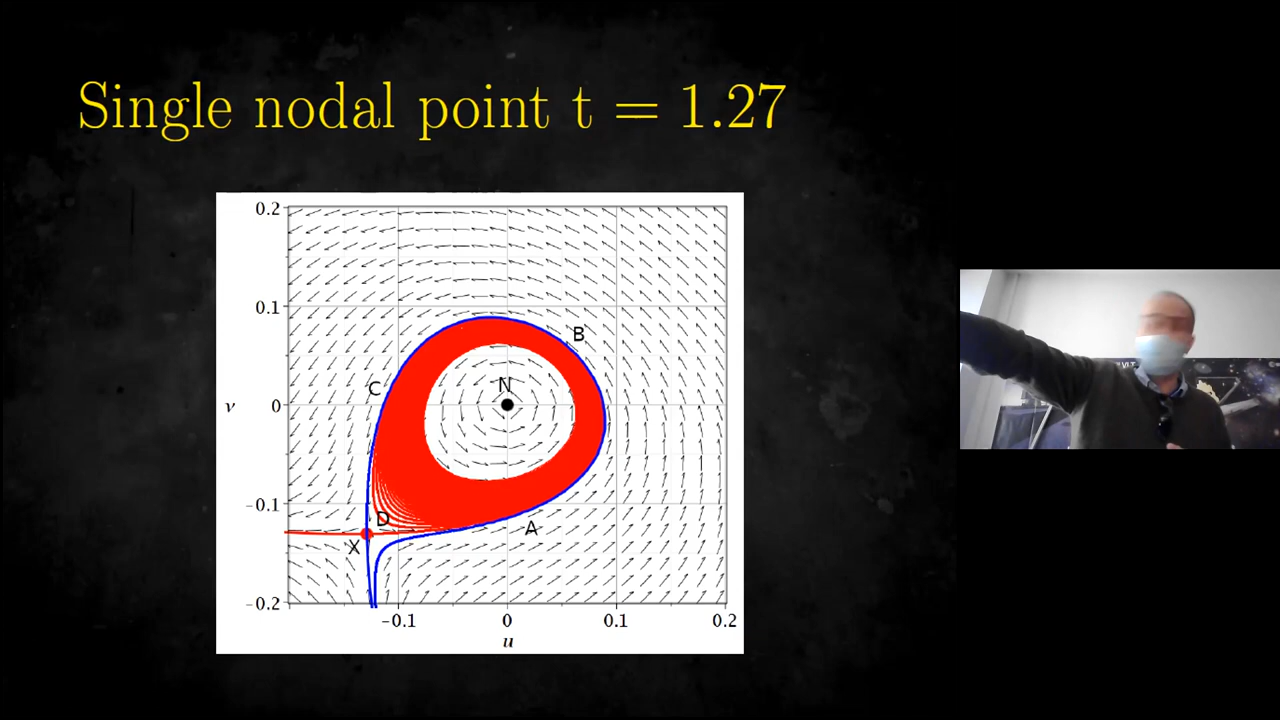 Single nodal point t = 1.27
0.2
0.1
0
−0.1
−0.2
ν
B
C
N
D
A
X
−0.1
0
0.1
0.2
u